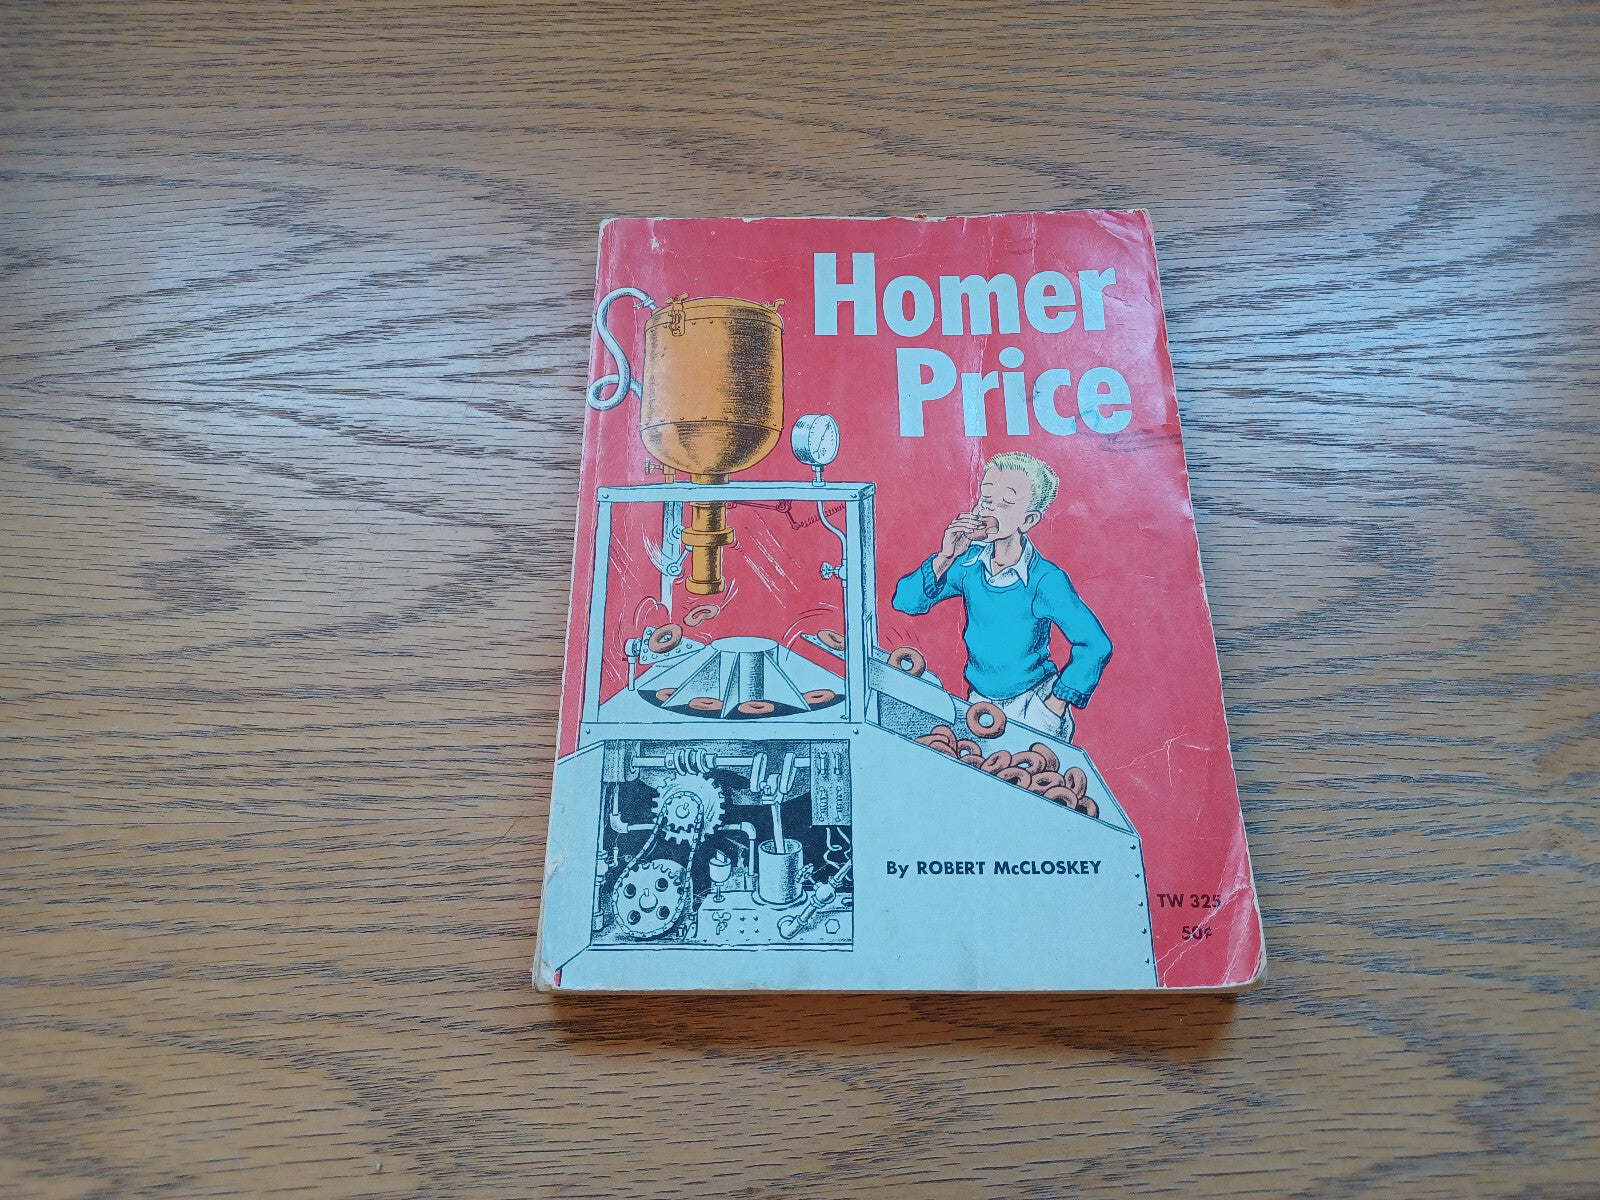 Homer
Price
By ROBERT McCLOSKEY
TW 325
50¢